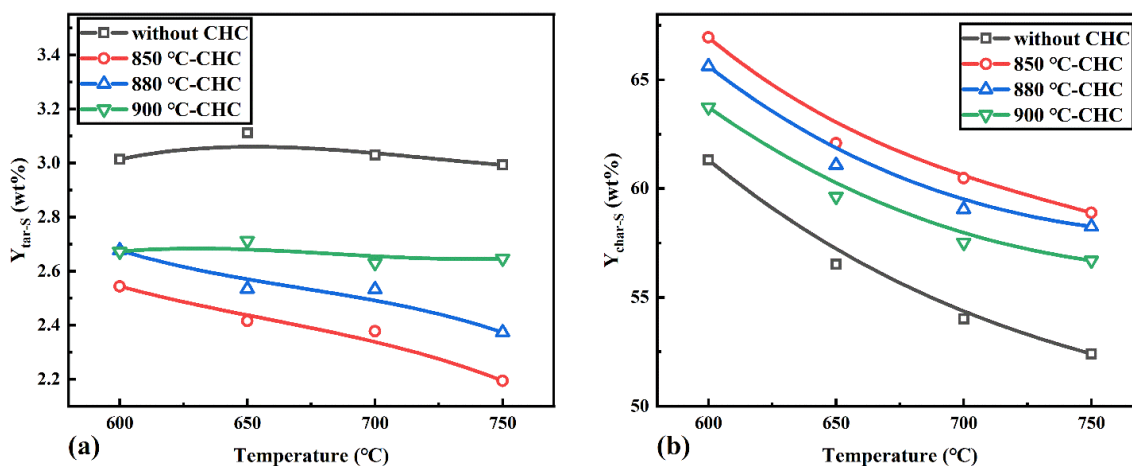 without CHC
850 °C-CHC
880 °C-CHC
900 °C-CHC
3.4
3.2
3.0
2.8
2.6
2.4
2.2
Y tar-S (wt%)
600 650 700 750
Temperature (°C)
(a)
without CHC
850 °C-CHC
880 °C-CHC
900 °C-CHC
65
60
55
50
Y char-S (wt%)
600 650 700 750
Temperature (°C)
(b)